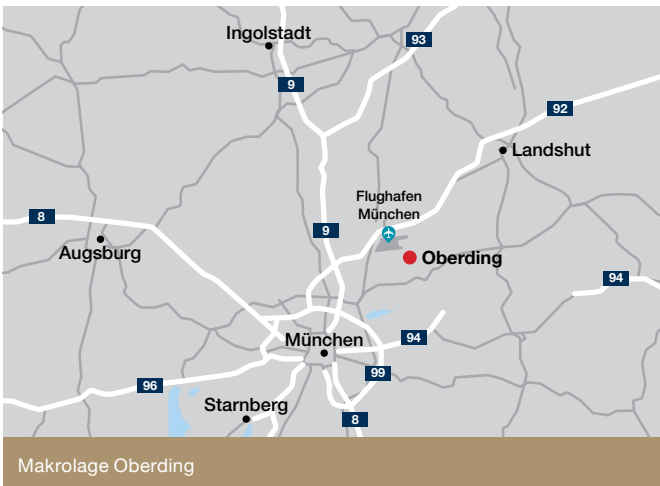 Ingolstadt
93
9
92
Landshut
Flughafen
München
8
9
Augsburg
Oberding
94
München
94
99
96
Starnberg
8
Makrolage Oberding